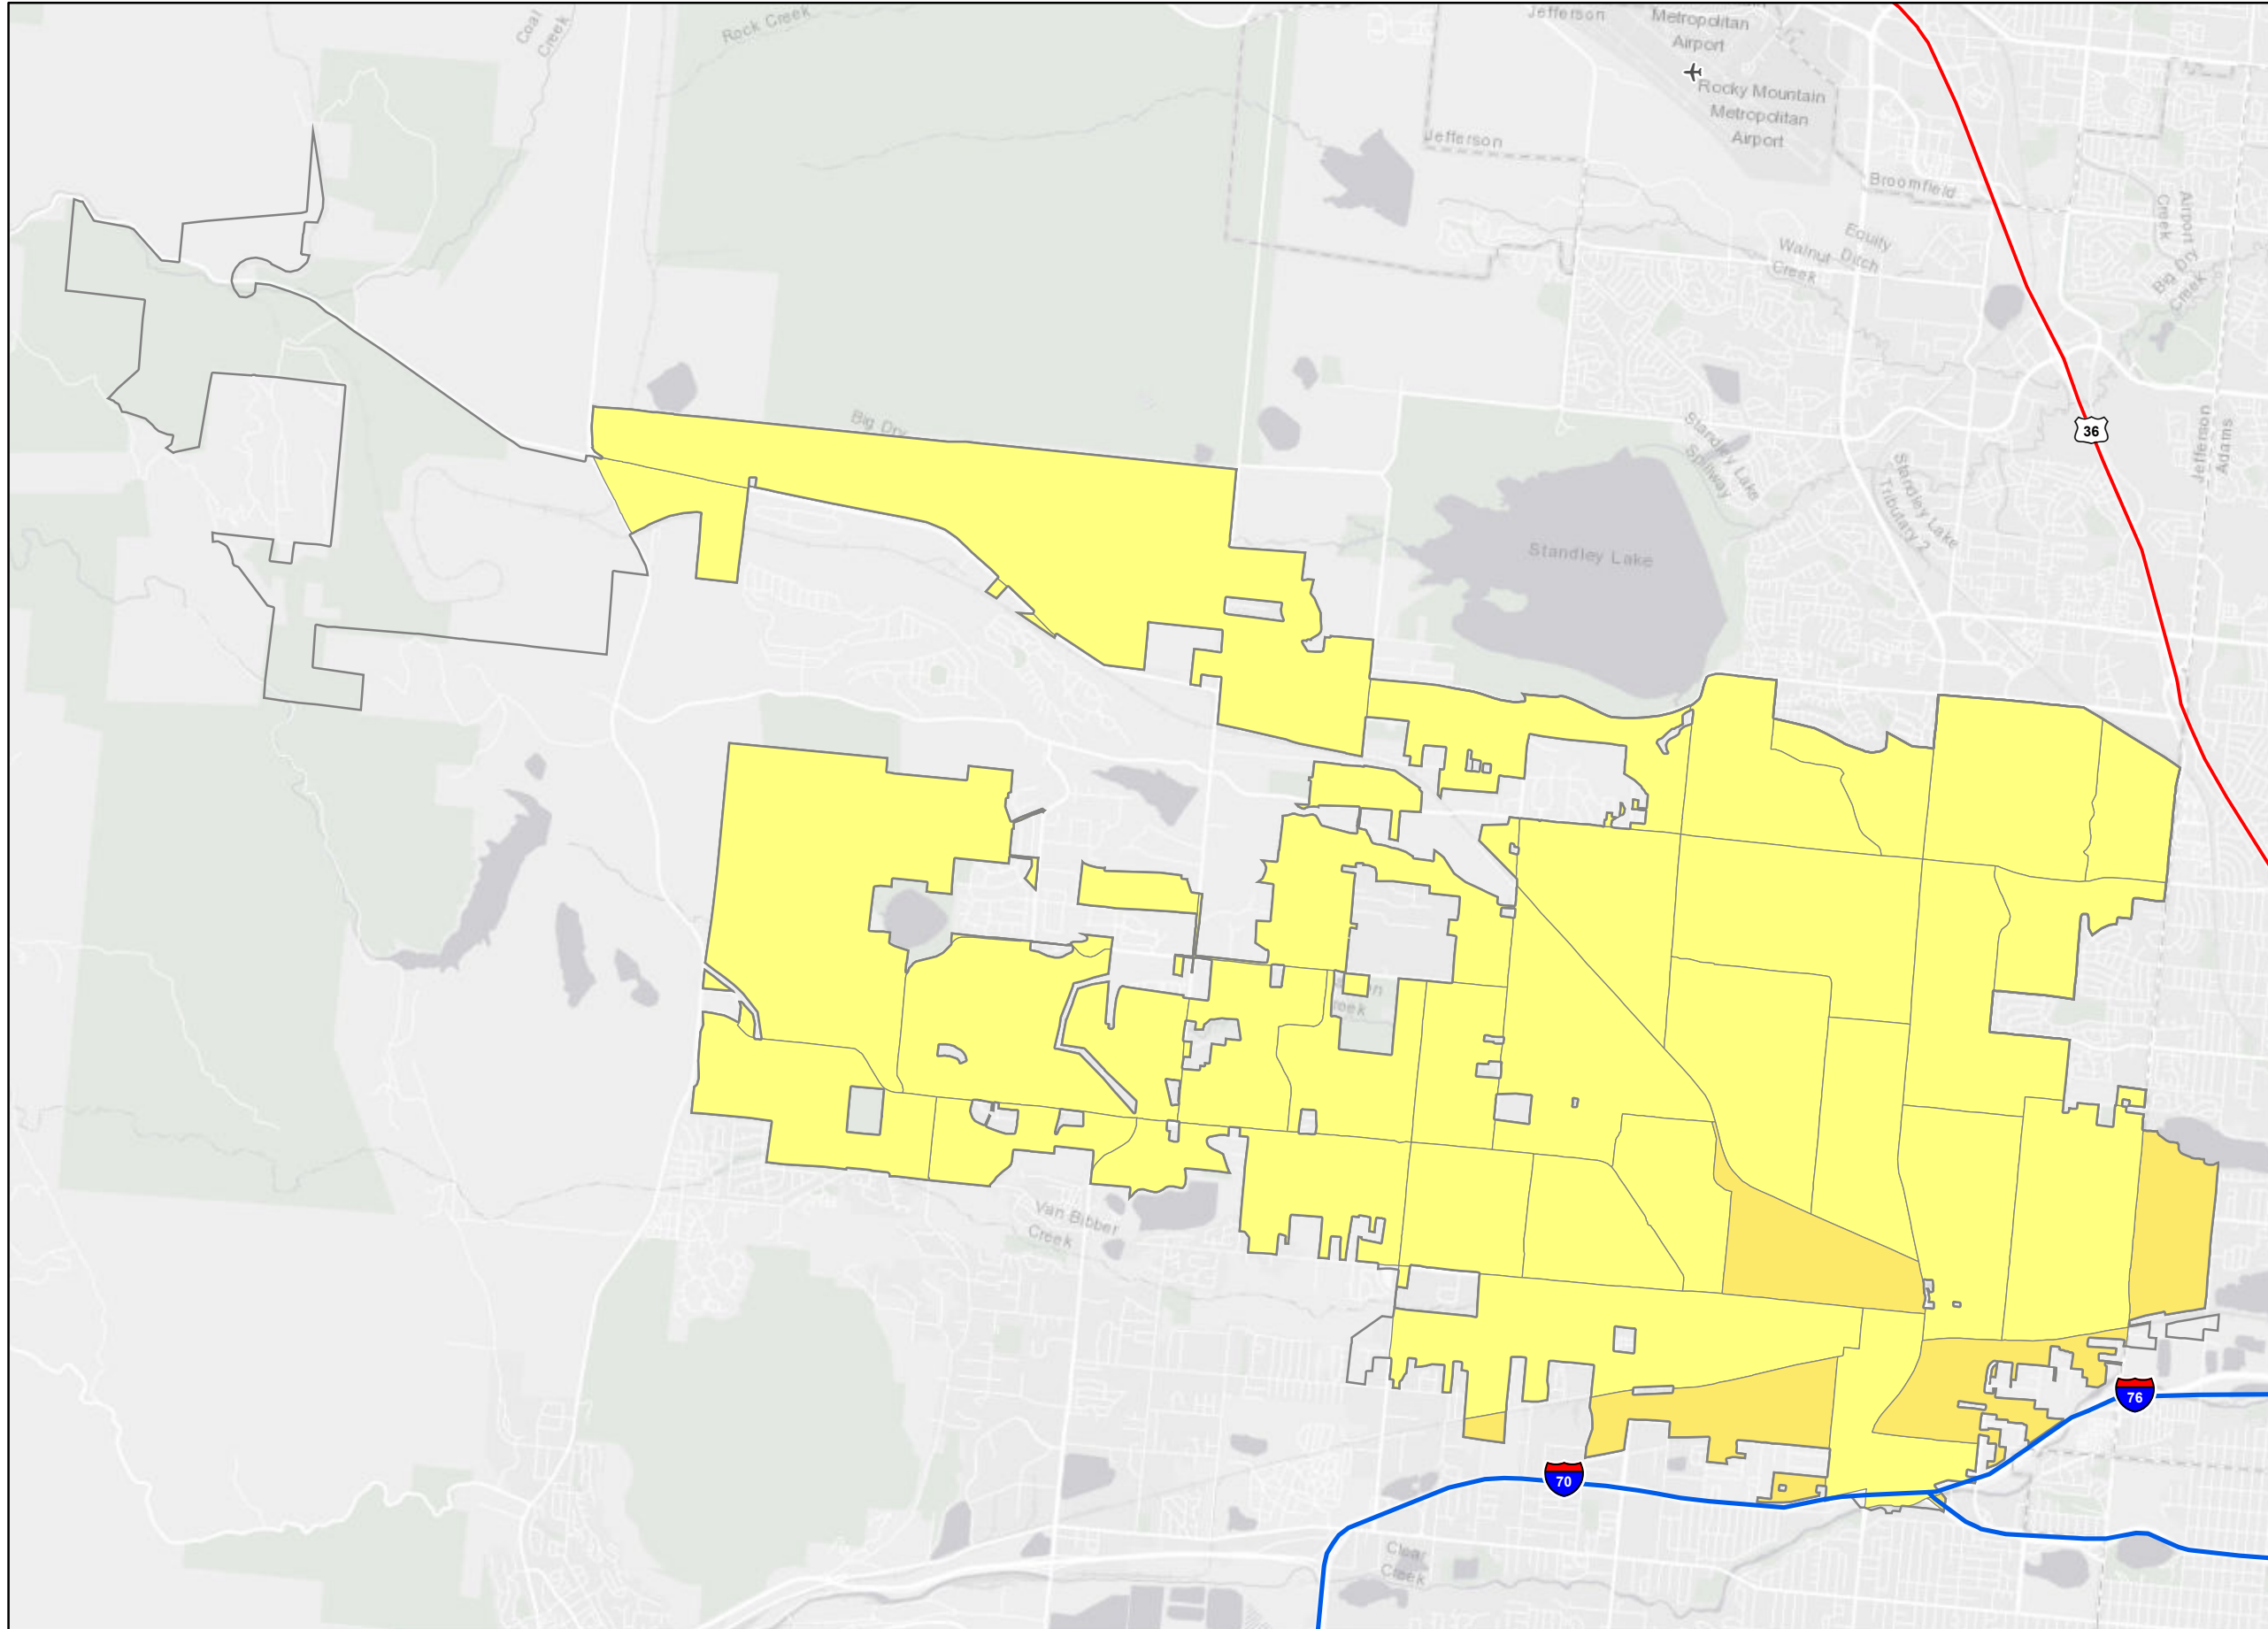 Coal
Creek
Rock Creek
Jefferson
Metropolitan
Airport
Rocky Mountain
Metropolitan
Airport
Jefferson
Broomfield
Airport
Creek
Equity
Ditch
Walnut
Creek
Big Dry
Creek
Big Dry
36
Jefferson
Adams
Standley Lake
Spillway
Standley Lake
Tributary 2
Standley Lake
Van Bibber
Creek
76
70
Clear
Creek